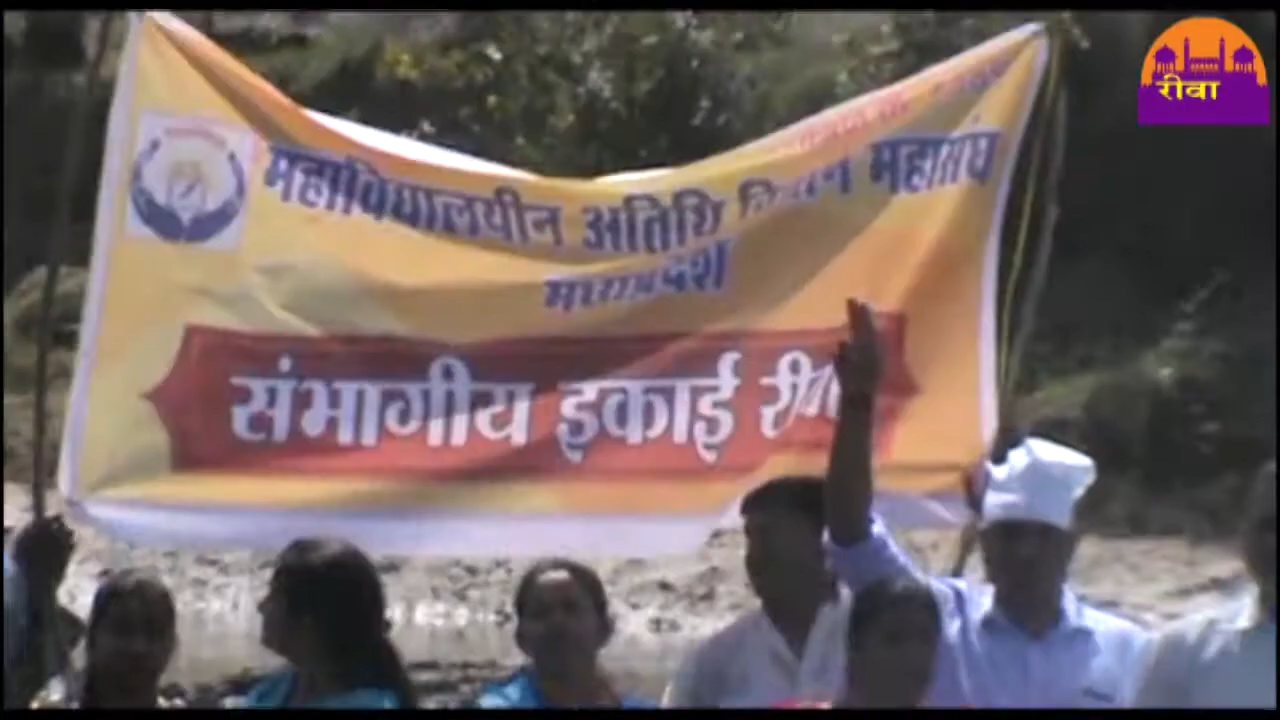 रीवा
महाविद्यालयीन अतिथि विद्वान महासंघ
मध्यप्रदेश
संभागीय इकाई रीवा